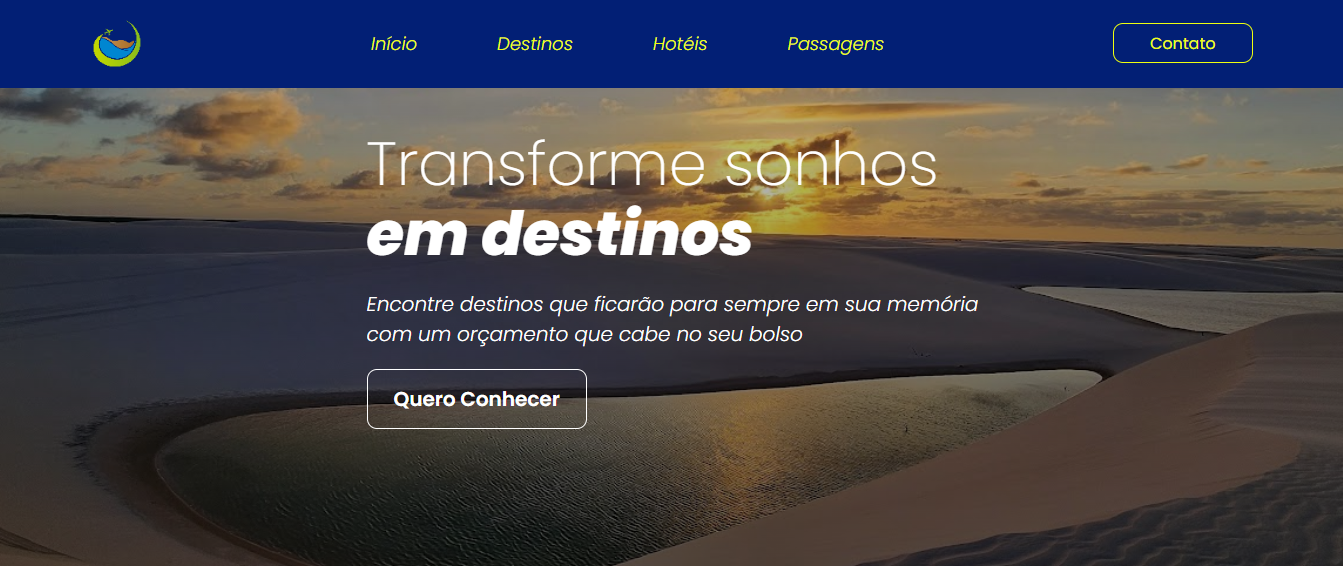 Início
Destinos
Hotéis
Passagens
Contato
Transforme sonhos
em destinos
Encontre destinos que ficarão para sempre em sua memória
com um orçamento que cabe no seu bolso
Quero Conhecer